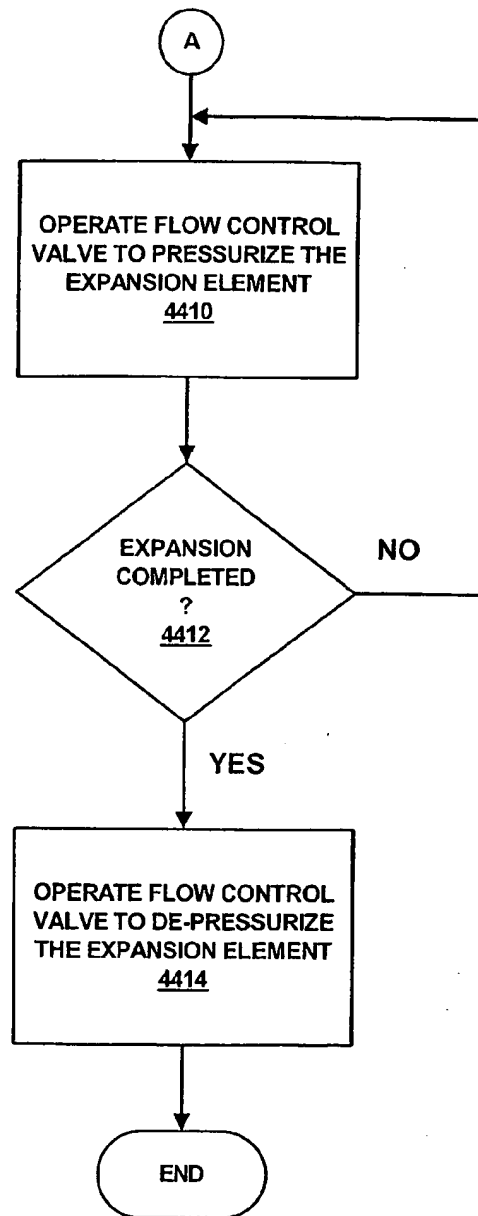 A
OPERATE FLOW CONTROL
VALVE TO PRESSURIZE THE
EXPANSION ELEMENT
4410
EXPANSION
COMPLETED
?
4412
NO
YES
OPERATE FLOW CONTROL
VALVE TO DE-PRESSURIZE
THE EXPANSION ELEMENT
4414
END